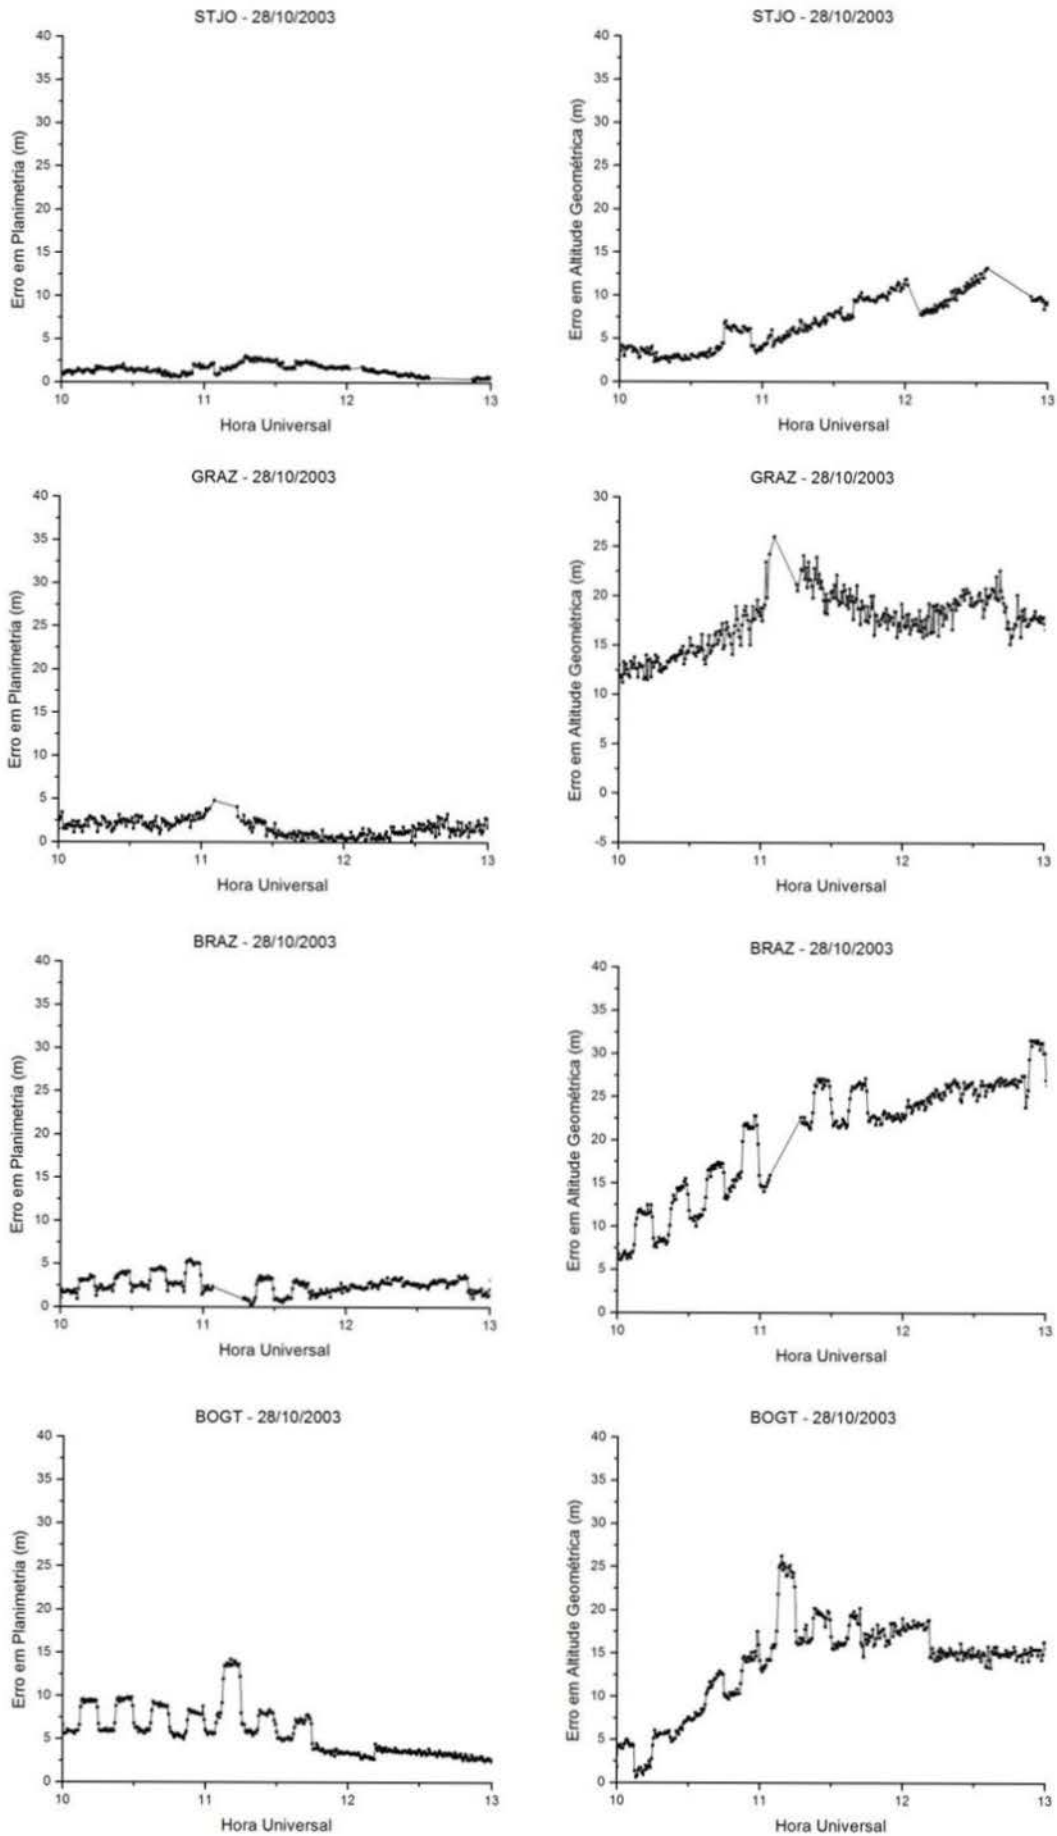 STJO - 28/10/2003
Erro em Planimetria (m)
40
35
30
25
20
15
10
5
0
10 11 12 13
Hora Universal
STJO - 28/10/2003
Erro em Altitude Geométrica (m)
40
35
30
25
20
15
10
5
0
10 11 12 13
Hora Universal
GRAZ - 28/10/2003
Erro em Planimetria (m)
40
35
30
25
20
15
10
5
0
10 11 12 13
Hora Universal
GRAZ - 28/10/2003
Erro em Altitude Geométrica (m)
30
25
20
15
10
5
0
-5
10 11 12 13
Hora Universal
BRAZ - 28/10/2003
Erro em Planimetria (m)
40
35
30
25
20
15
10
5
0
10 11 12 13
Hora Universal
BRAZ - 28/10/2003
Erro em Altitude Geométrica (m)
40
35
30
25
20
15
10
5
0
10 11 12 13
Hora Universal
BOGT - 28/10/2003
Erro em Planimetria (m)
40
35
30
25
20
15
10
5
0
10 11 12 13
Hora Universal
BOGT - 28/10/2003
Erro em Altitude Geométrica (m)
40
35
30
25
20
15
10
5
0
10 11 12 13
Hora Universal